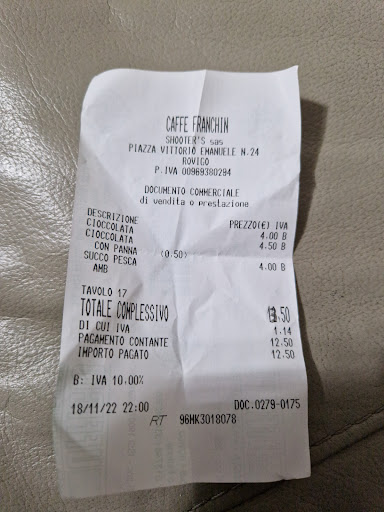 CAFFE FRANCHIN
SHOOTER'S sas
PIAZZA VITTORIO EMANUELE N.24
ROVIGO
P.IVA 00969380294
DOCUMENTO COMMERCIALE
di vendita o prestazione
DESCRIZIONE PREZZO(€) IVA
CIOCCOLATA 4.00 B
CIOCCOLATA 4.50 B
CON PANNA (0.50)
SUCCO PESCA 4.00 B
AMB
TAVOLO 17
TOTALE COMPLESSIVO 12.50
DI CUI IVA 1.14
PAGAMENTO CONTANTE 12.50
IMPORTO PAGATO 12.50
B: IVA 10.00%
18/11/22 22:00 DOC.0279-0175
RT 96MK3018078